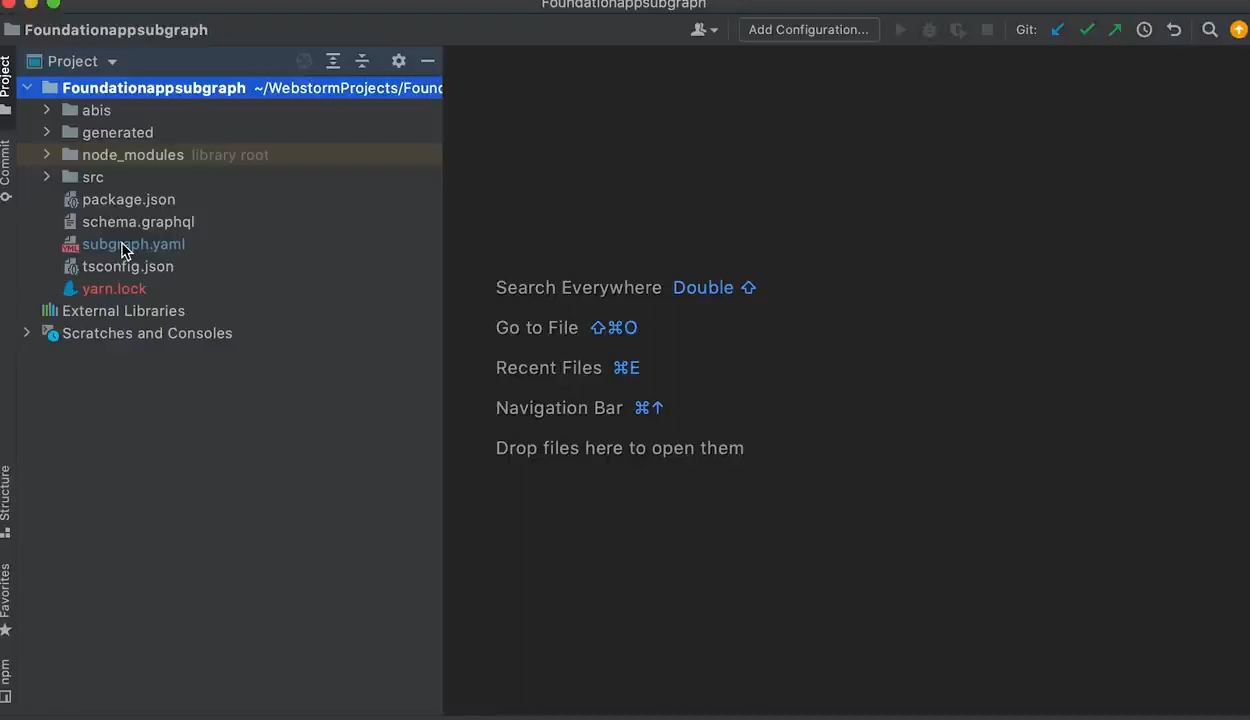 Foundationappsubgraph
Foundationappsubgraph
Add Configuration...
Git:
Project
Project
Commit
Structure
Favorites
npm
Foundationappsubgraph ~/WebstormProjects/Found
abis
generated
node_modules library root
src
package.json
schema.graphql
subgraph.yaml
tsconfig.json
yarn.lock
External Libraries
Scratches and Consoles
Search Everywhere Double ⇧
Go to File ⇧⌘O
Recent Files ⌘E
Navigation Bar ⌘↑
Drop files here to open them